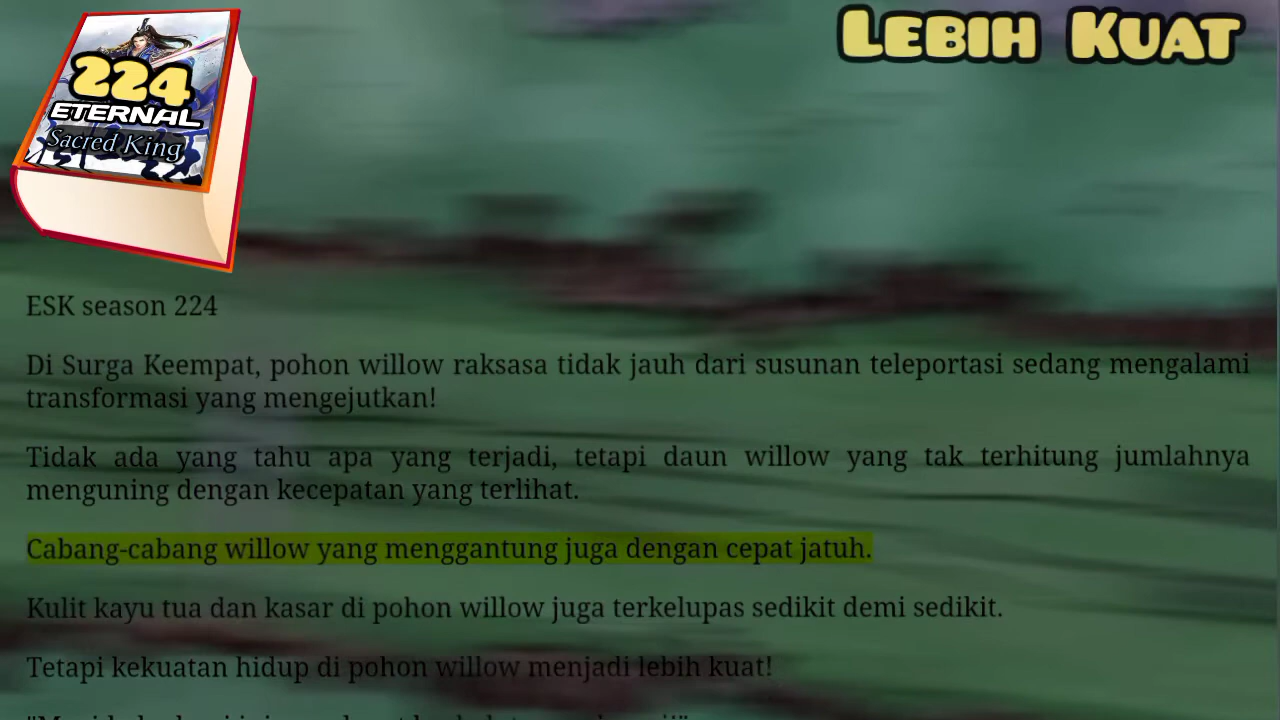 224
ETERNAL
Sacred King
LEBIH KUAT
ESK season 224
Di Surga Keempat, pohon willow raksasa tidak jauh dari susunan teleportasi sedang mengalami
transformasi yang mengejutkan!
Tidak ada yang tahu apa yang terjadi, tetapi daun willow yang tak terhitung jumlahnya
menguning dengan kecepatan yang terlihat.
Cabang-cabang willow yang menggantung juga dengan cepat jatuh.
Kulit kayu tua dan kasar di pohon willow juga terkelupas sedikit demi sedikit.
Tetapi kekuatan hidup di pohon willow menjadi lebih kuat!